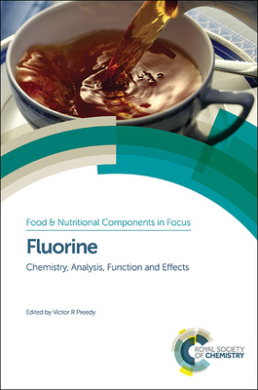 Food & Nutritional Components in Focus
Fluorine
Chemistry, Analysis, Function and Effects
Edited by Victor R Preedy
ROYAL SOCIETY
OF CHEMISTRY